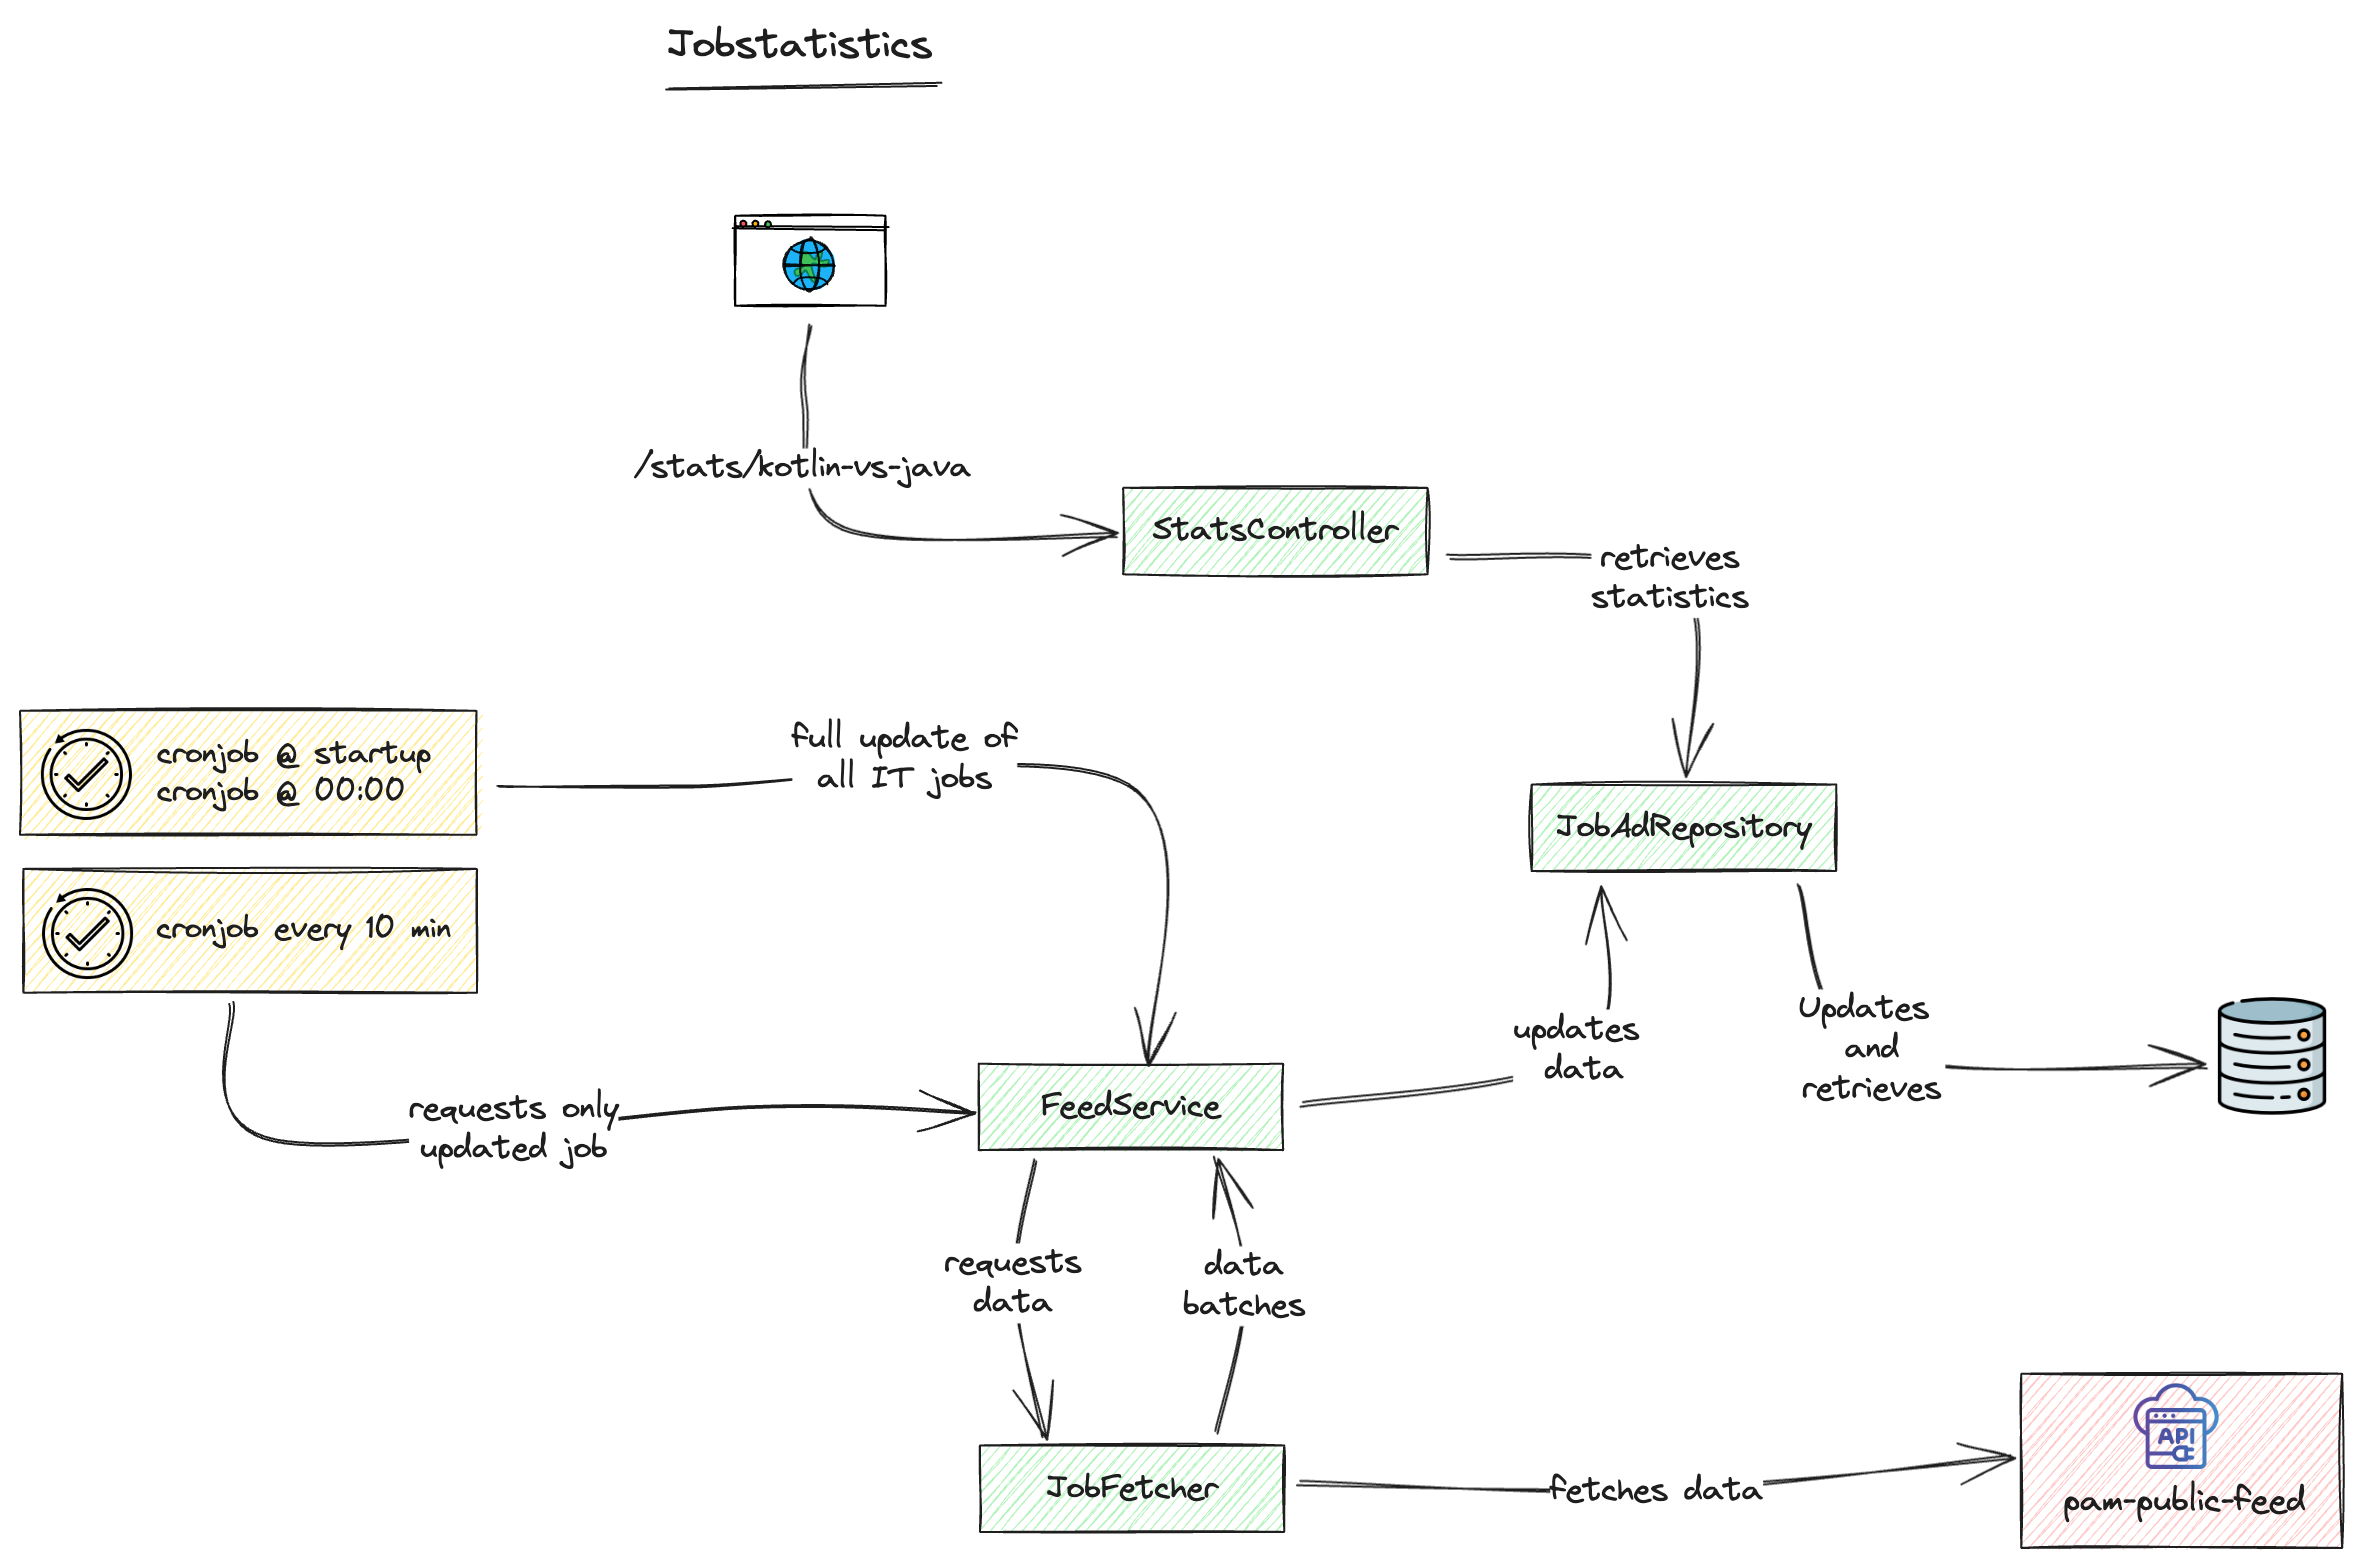 Jobstatistics
/stats/kotlin-vs-java
StatsController
retrieves
statistics
cronjob @ startup
cronjob @ 00:00
full update of
all IT jobs
JobAdRepository
cronjob every 10 min
requests only
updated job
FeedService
updates
data
Updates
and
retrieves
requests
data
data
batches
JobFetcher
fetches data
API
pam-public-feed